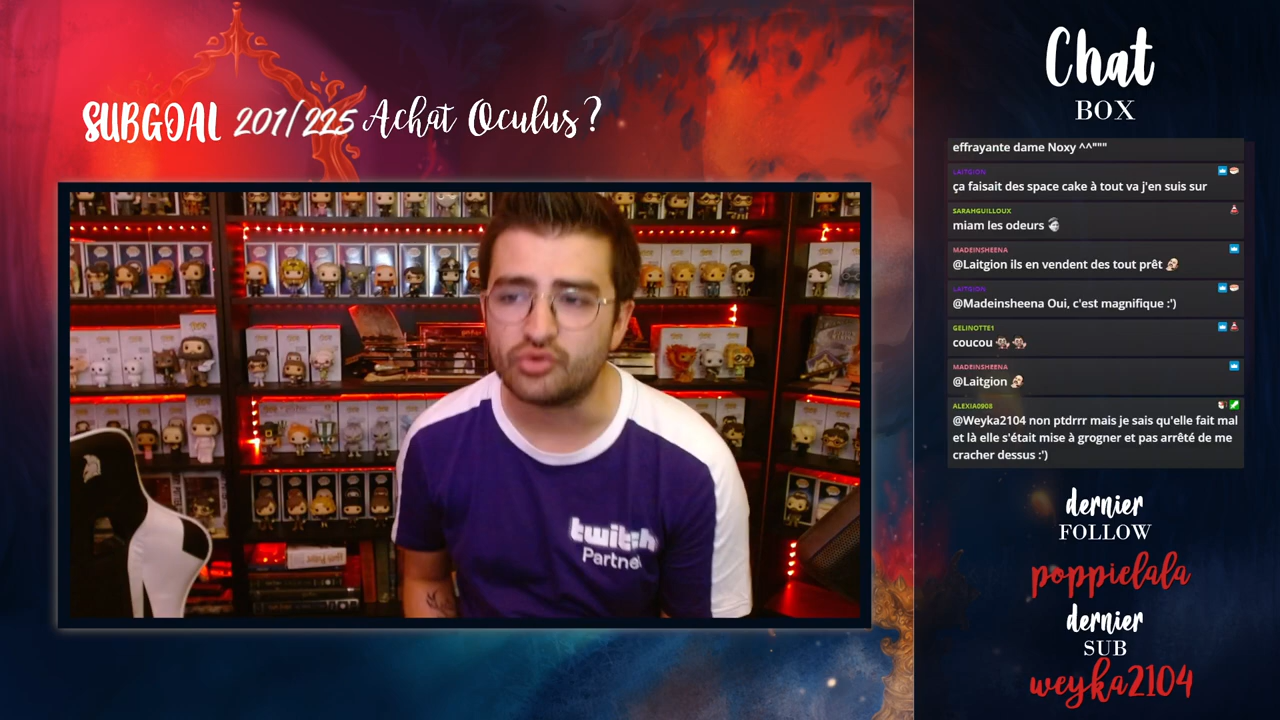 SUBGOAL 201/225 Achat Oculus ?
twitch
Partner
Chat
BOX
effrayante dame Noxy ^^"""
LAITGION
ça faisait des space cake à tout va j'en suis sur
SARAHGUILLOUX
miam les odeurs
MADEINSHEENA
@Laitgion ils en vendent des tout prêt
LAITGION
@Madeinsheena Oui, c'est magnifique :')
GELINOTTE1
coucou
MADEINSHEENA
@Laitgion
ALEXIA0908
@Weyka2104 non ptdrrr mais je sais qu'elle fait mal
et là elle s'était mise à grogner et pas arrêté de me
cracher dessus :')
dernier
FOLLOW
poppielala
dernier
SUB
weyka2104